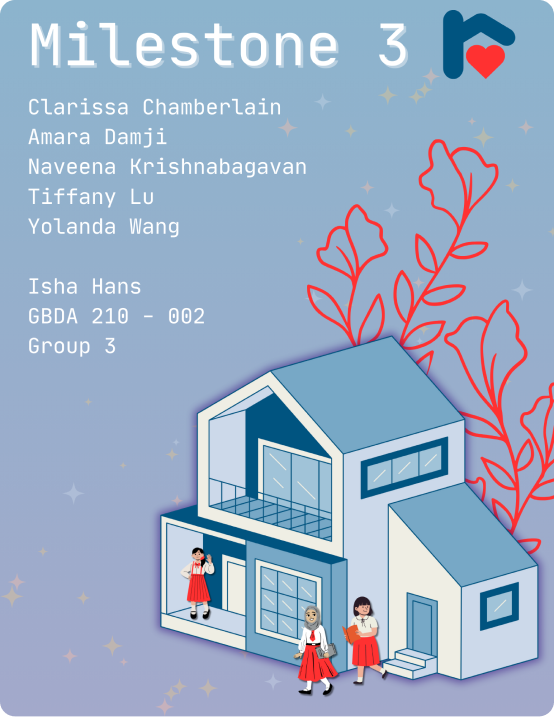 Milestone 3
Clarissa Chamberlain
Amara Damji
Naveena Krishnabagavan
Tiffany Lu
Yolanda Wang
Isha Hans
GBDA 210 - 002
Group 3